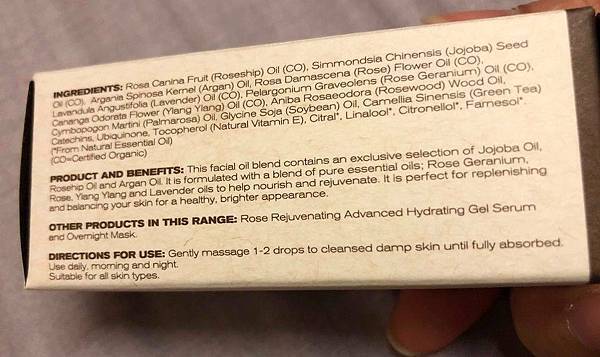 INGREDIENTS: Rosa Canina Fruit (Roseship) Oil (CO), Simmondsia Chinensis (Jojoba) Seed
Oil (CO), Argania Spinosa Kernel (Argan) Oil, Rosa Damascena (Rose) Flower Oil (CO),
Lavandula Angustifolia (Lavender) Oil (CO), Pelargonium Graveolens (Rose Geranium) Oil (CO),
Cananga Odorata Flower (Ylang Ylang) Oil (CO), Aniba Rosaeodora (Rosewood) Wood Oil,
Cymbopogon Martini (Palmarosa) Oil, Glycine Soja (Soybean) Oil, Camellia Sinensis (Green Tea)
Catechins, Ubiquinone, Tocopherol (Natural Vitamin E), Citral*, Linalool*, Citronellol*, Farnesol*.
(*From Natural Essential Oil)
(CO=Certified Organic)
PRODUCT AND BENEFITS: This facial oil blend contains an exclusive selection of Jojoba Oil,
Rosehip Oil and Argan Oil. It is formulated with a blend of pure essential oils; Rose Geranium,
Rose, Ylang Ylang and Lavender oils to help nourish and rejuvenate. It is perfect for replenishing
and balancing your skin for a healthy, brighter appearance.
OTHER PRODUCTS IN THIS RANGE: Rose Rejuvenating Advanced Hydrating Gel Serum
and Overnight Mask.
DIRECTIONS FOR USE: Gently massage 1-2 drops to cleansed damp skin until fully absorbed.
Use daily, morning and night.
Suitable for all skin types.